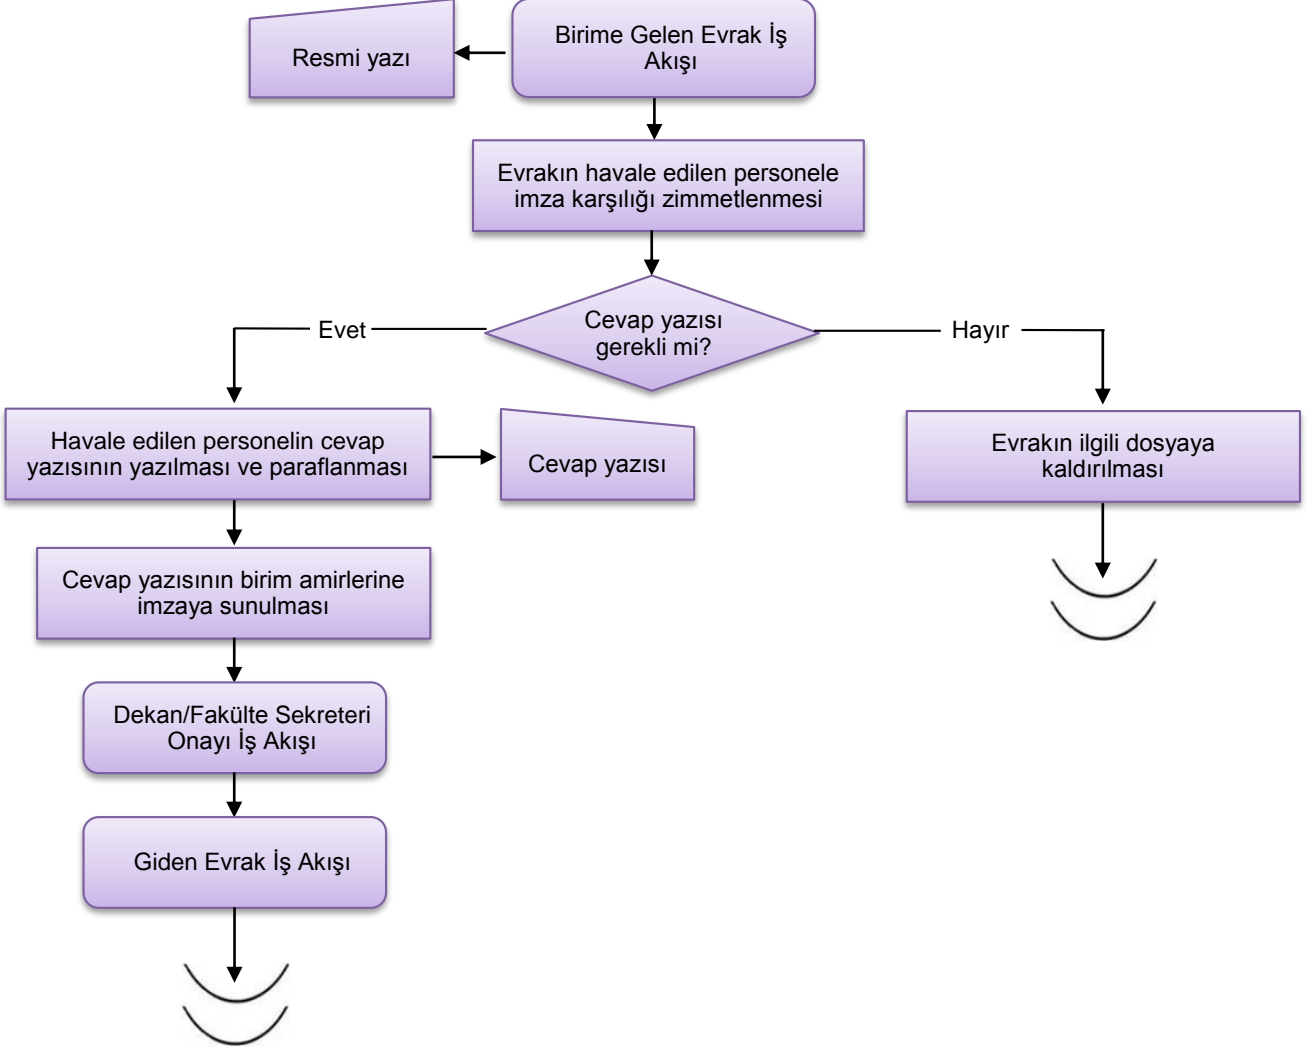 Resmi yazı
Birime Gelen Evrak İş
Akışı
Evrakın havale edilen personele
imza karşılığı zimmetlenmesi
Cevap yazısı
gerekli mi?
Evet
Hayır
Havale edilen personelin cevap
yazısının yazılması ve paraflanması
Cevap yazısı
Evrakın ilgili dosyaya
kaldırılması
Cevap yazısının birim amirlerine
imzaya sunulması
Dekan/Fakülte Sekreteri
Onayı İş Akışı
Giden Evrak İş Akışı